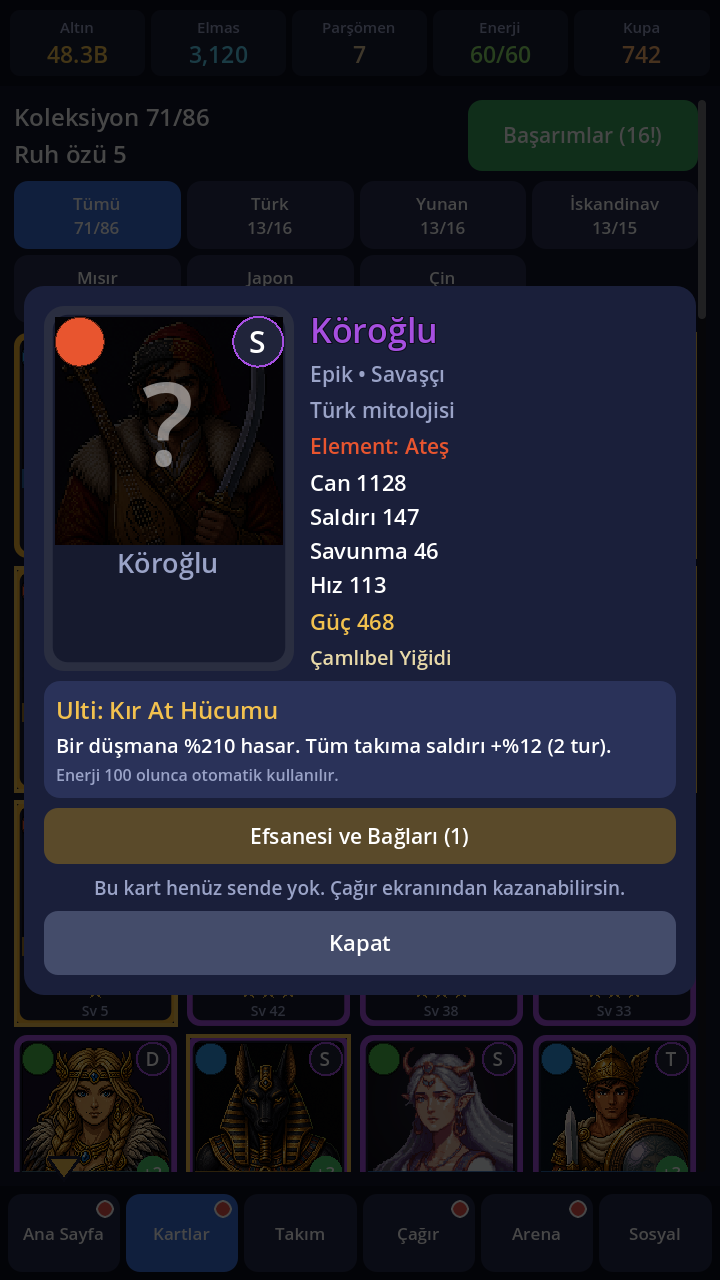 Altın
Elmas
Parşömen
Enerji
Kupa
48.3B
3,120
7
60/60
742
Koleksiyon 71/86
Ruh özü 5
Başarımlar (16!)
Tümü
71/86
Türk
13/16
Yunan
13/16
İskandinav
13/15
Mısır
Japon
Çin
S
?
Köroğlu
Köroğlu
Epik • Savaşçı
Türk mitolojisi
Element: Ateş
Can 1128
Saldırı 147
Savunma 46
Hız 113
Güç 468
Çamlıbel Yiğidi
Ulti: Kır At Hücumu
Bir düşmana %210 hasar. Tüm takıma saldırı +%12 (2 tur).
Enerji 100 olunca otomatik kullanılır.
Efsanesi ve Bağları (1)
Bu kart henüz sende yok. Çağır ekranından kazanabilirsin.
Kapat
Sv 5
Sv 42
Sv 38
Sv 33
D
S
S
T
Ana Sayfa
Kartlar
Takım
Çağır
Arena
Sosyal